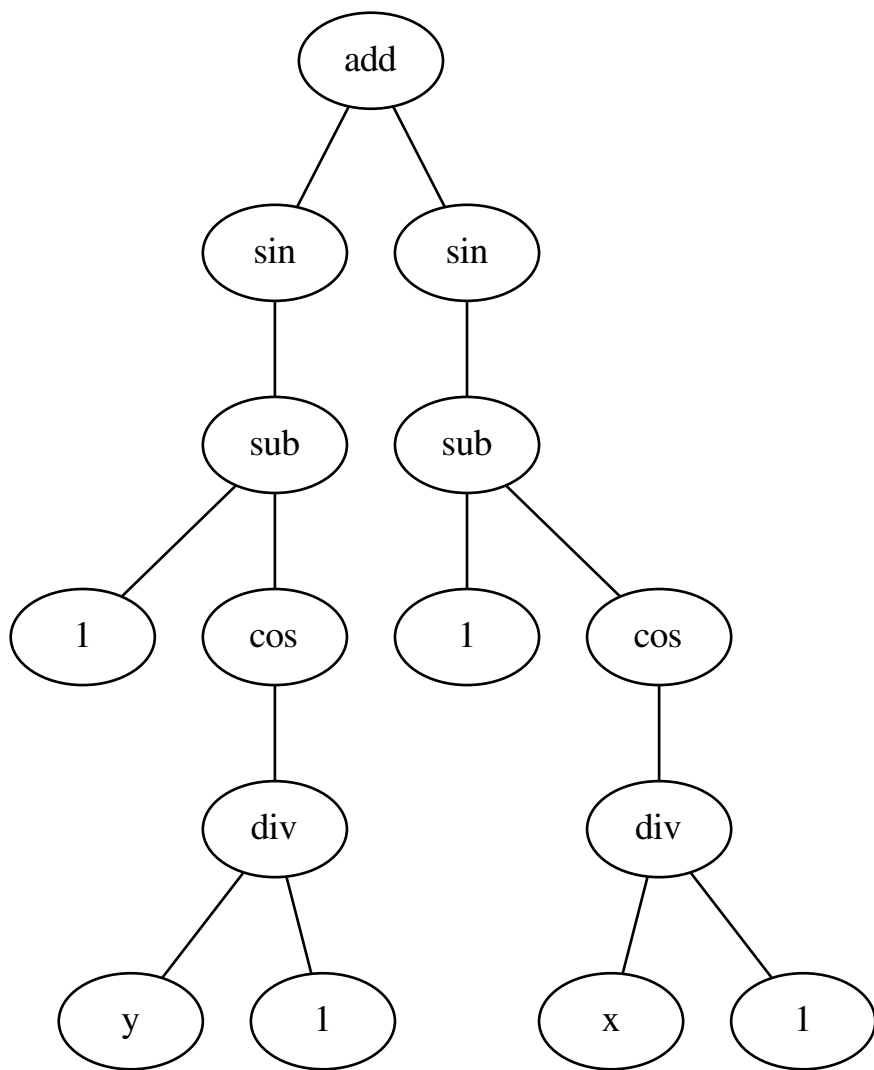 add
sin sin
sub sub
1 cos 1 cos
div div
y 1 x 1